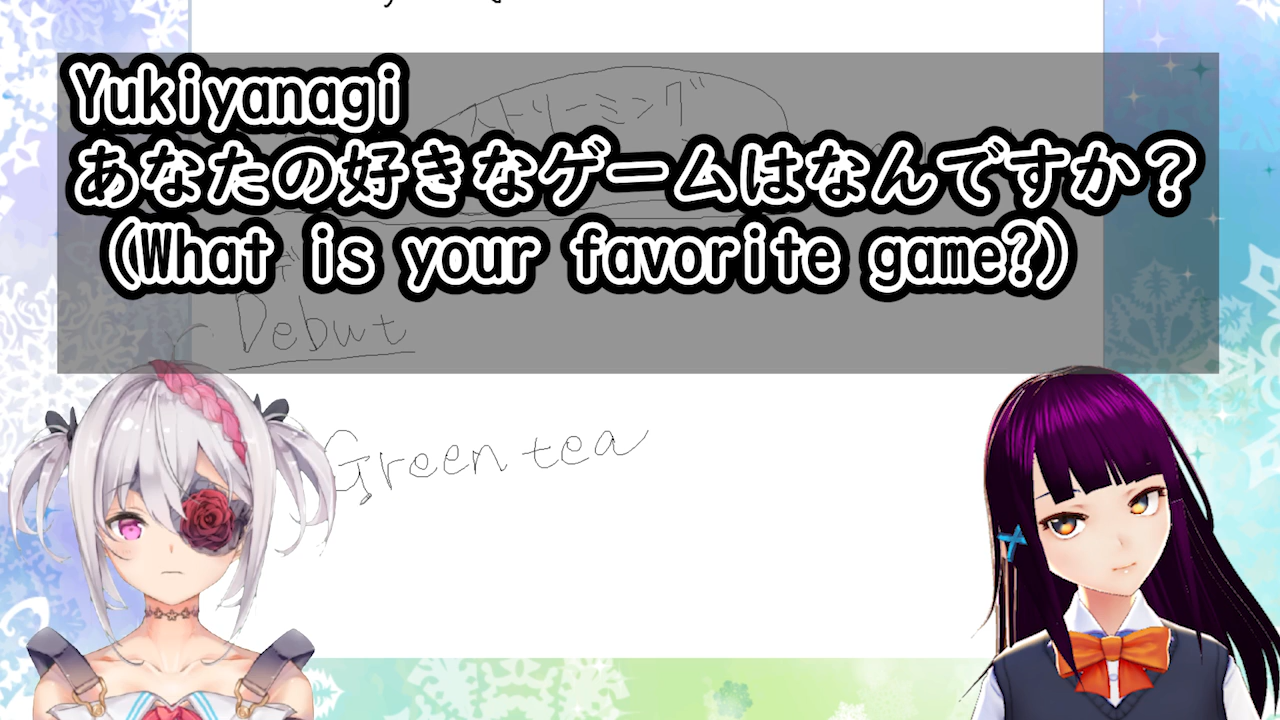 ストリーミング
Yukiyanagi
あなたの好きなゲームはなんですか？
(What is your favorite game?)
Debut
Green tea